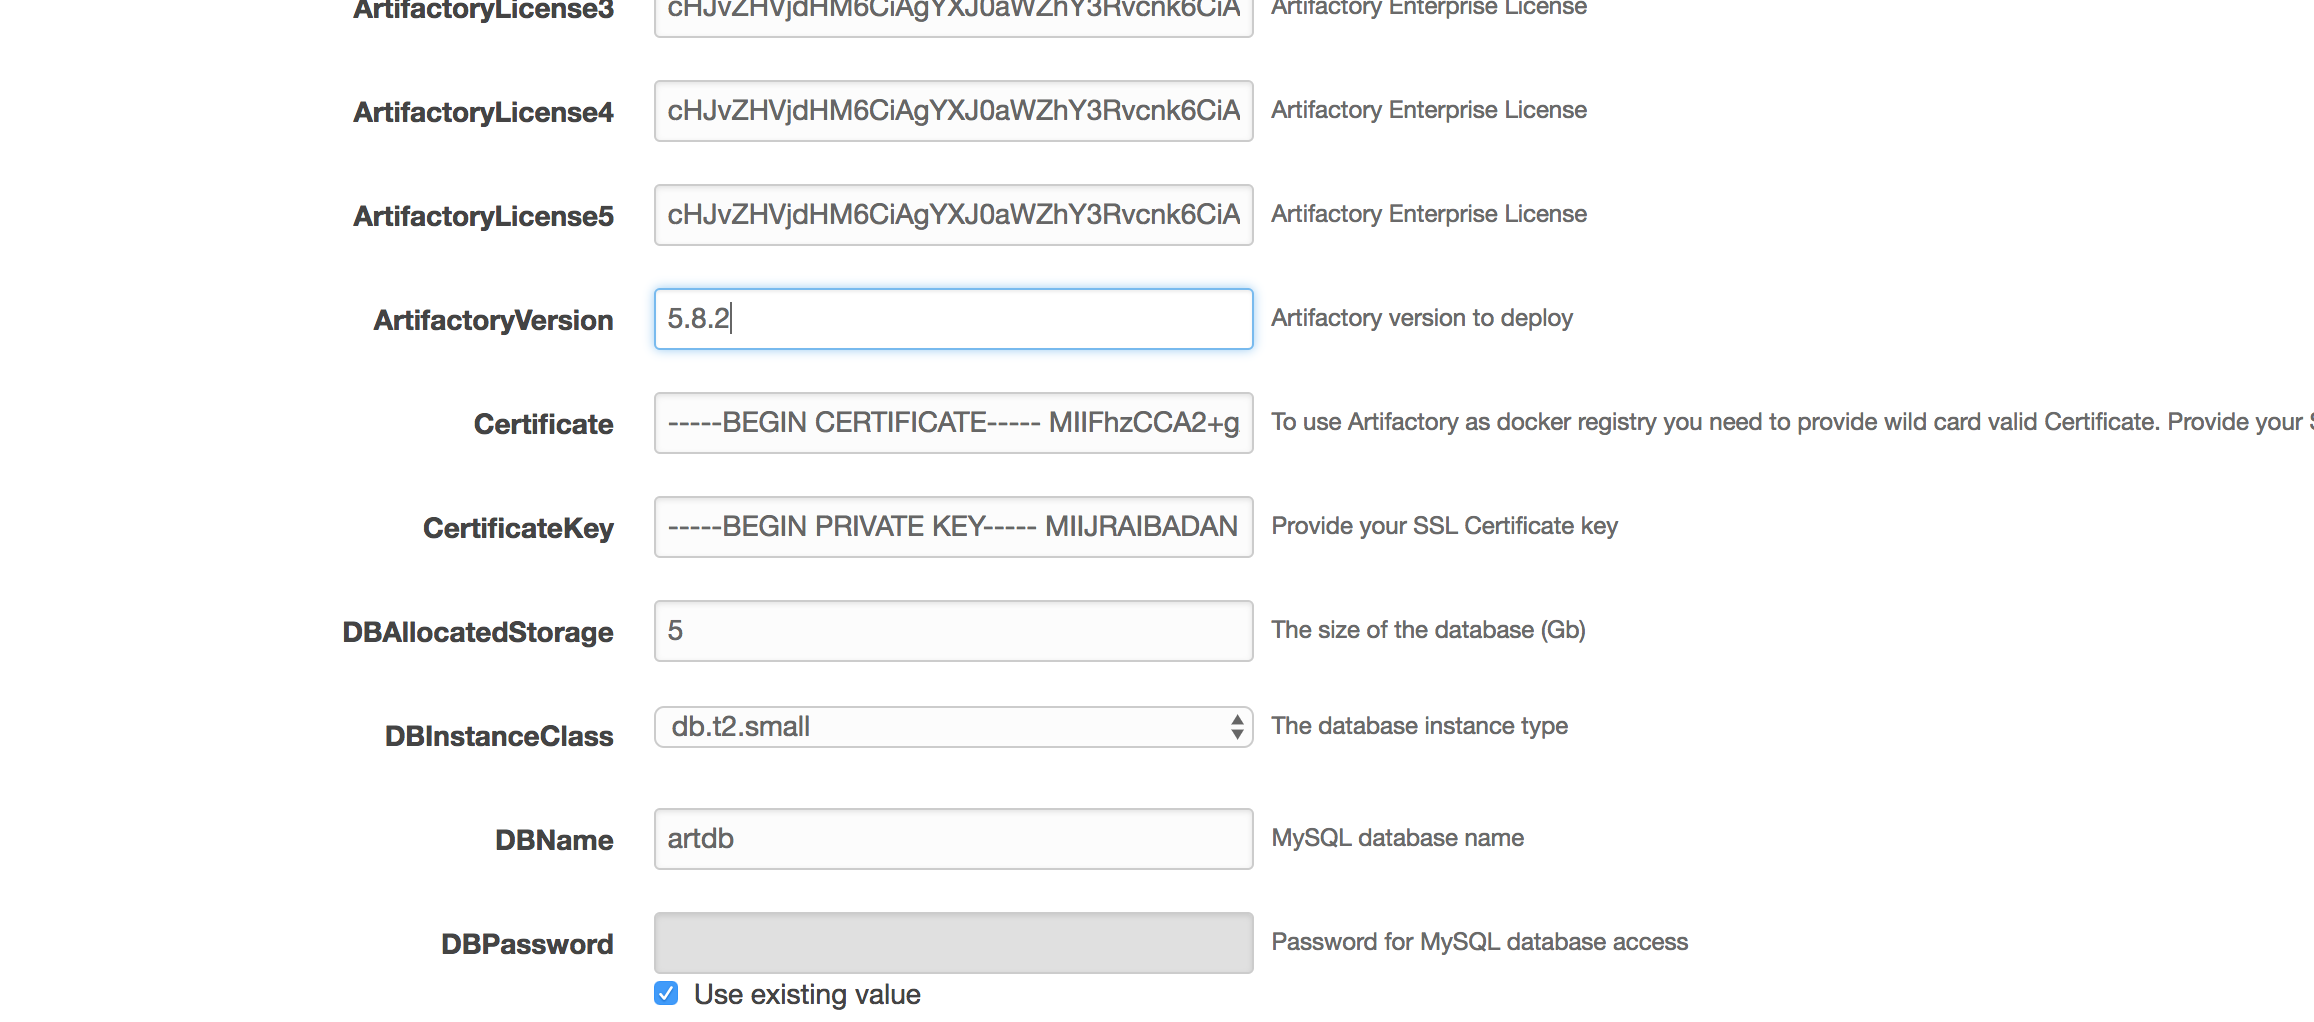 ArtifactoryLicense3 cHJvZHVjdHM6CiAgYXJ0aWZhY3Rvcnk6CiA Artifactory Enterprise License
ArtifactoryLicense4 cHJvZHVjdHM6CiAgYXJ0aWZhY3Rvcnk6CiA Artifactory Enterprise License
ArtifactoryLicense5 cHJvZHVjdHM6CiAgYXJ0aWZhY3Rvcnk6CiA Artifactory Enterprise License
ArtifactoryVersion 5.8.2 Artifactory version to deploy
Certificate -----BEGIN CERTIFICATE----- MIIFhzCCA2+g To use Artifactory as docker registry you need to provide wild card valid Certificate. Provide your S
CertificateKey -----BEGIN PRIVATE KEY----- MIIJRAIBADAN Provide your SSL Certificate key
DBAllocatedStorage 5 The size of the database (Gb)
DBInstanceClass db.t2.small The database instance type
DBName artdb MySQL database name
DBPassword Password for MySQL database access
Use existing value